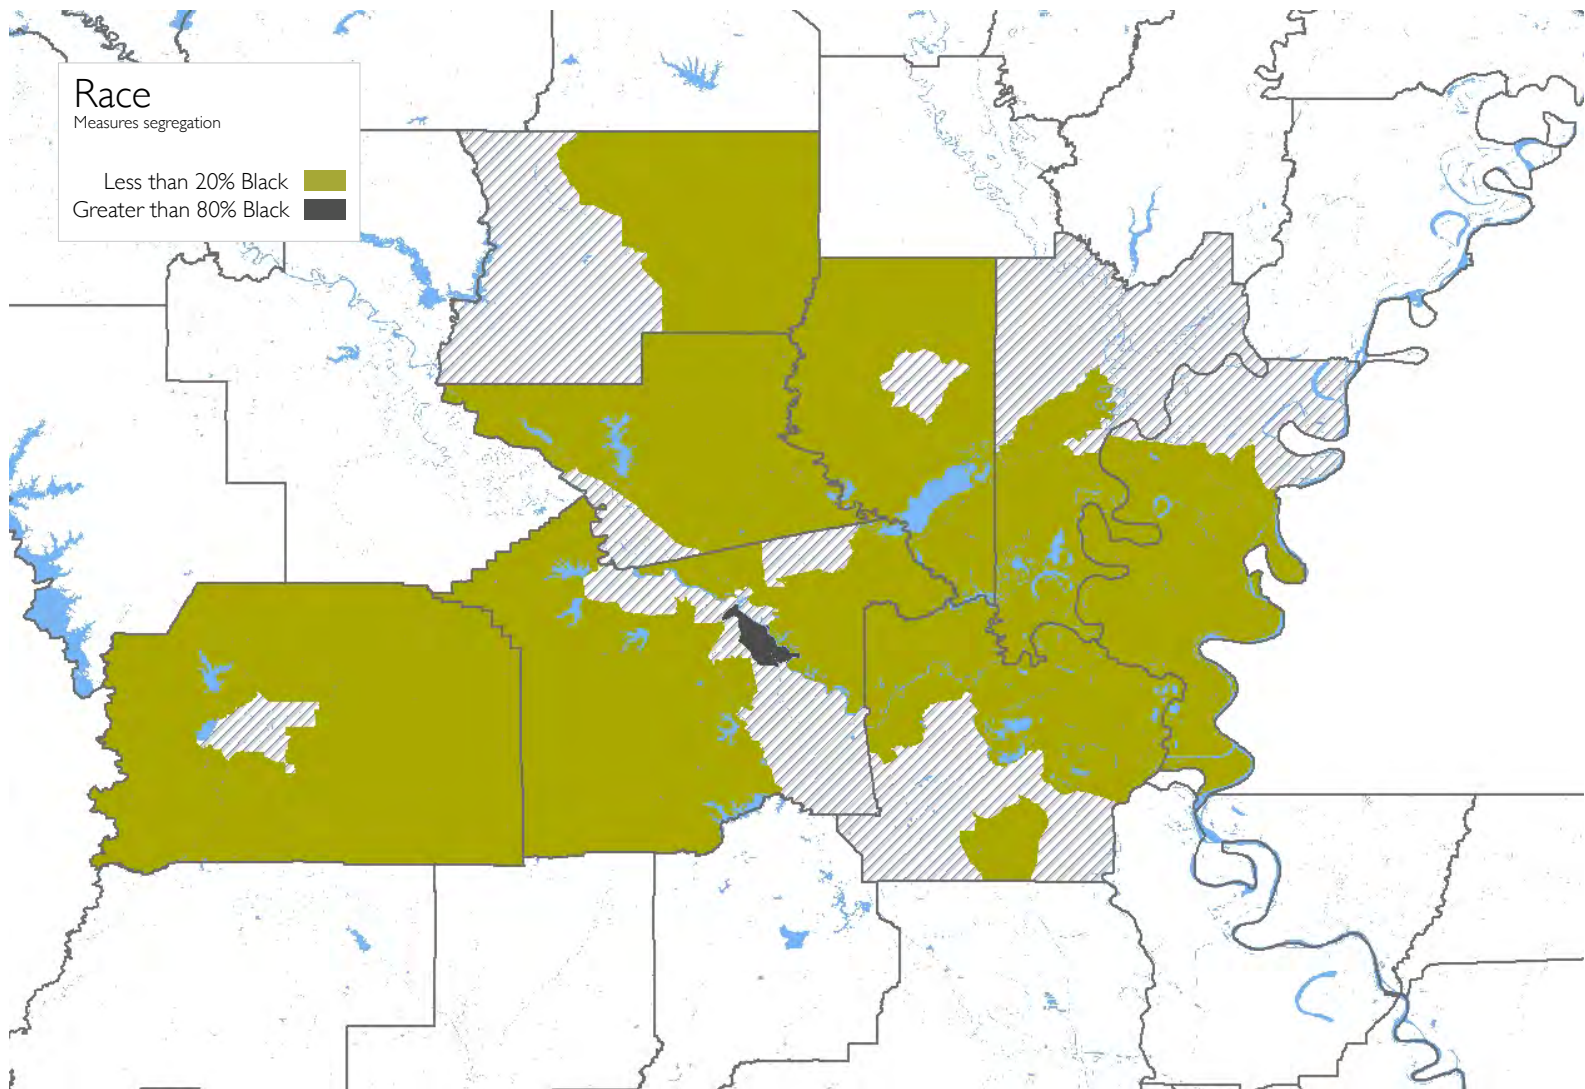 Race
Measures segregation
Less than 20% Black
Greater than 80% Black